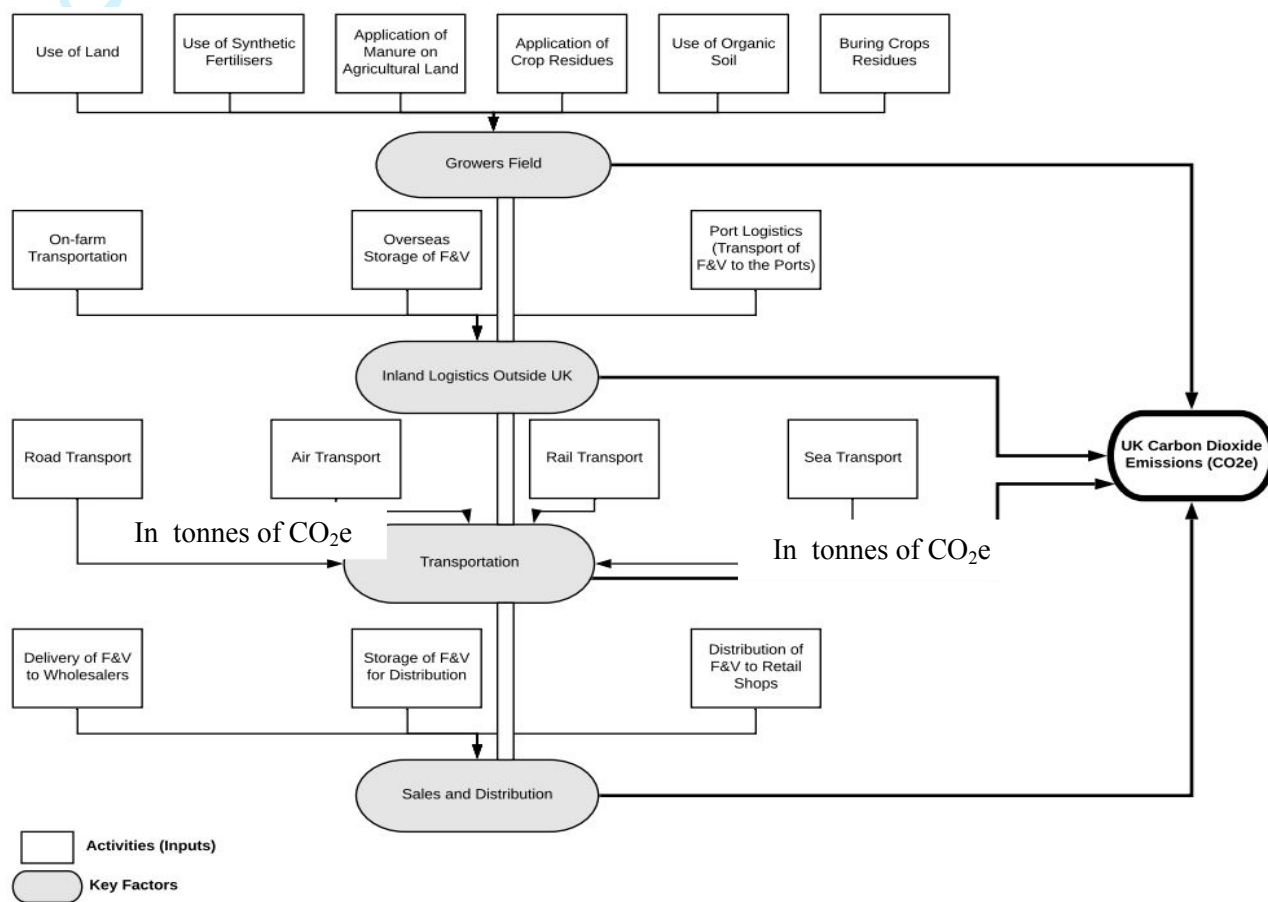 Use of Land
Use of Synthetic
Fertilisers
Application of
Manure on
Agricultural Land
Application of
Crop Residues
Use of Organic
Soil
Buring Crops
Residues
Growers Field
On-farm
Transportation
Overseas
Storage of F&V
Port Logistics
(Transport of
F&V to the Ports)
Inland Logistics Outside UK
Road Transport
Air Transport
Rail Transport
Sea Transport
UK Carbon Dioxide
Emissions (CO2e)
In tonnes of CO₂e
Transportation
In tonnes of CO₂e
Delivery of F&V
to Wholesalers
Storage of F&V
for Distribution
Distribution of
F&V to Retail
Shops
Sales and Distribution
Activities (Inputs)
Key Factors